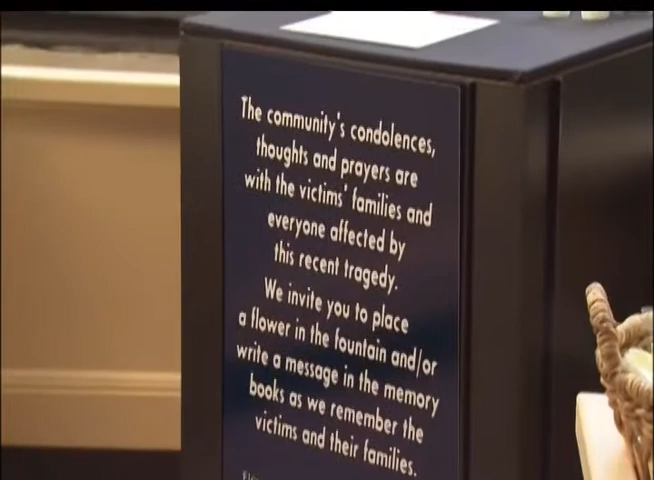 The community's condolences,
thoughts and prayers are
with the victims' families and
everyone affected by
this recent tragedy.
We invite you to place
a flower in the fountain and/or
write a message in the memory
books as we remember the
victims and their families.